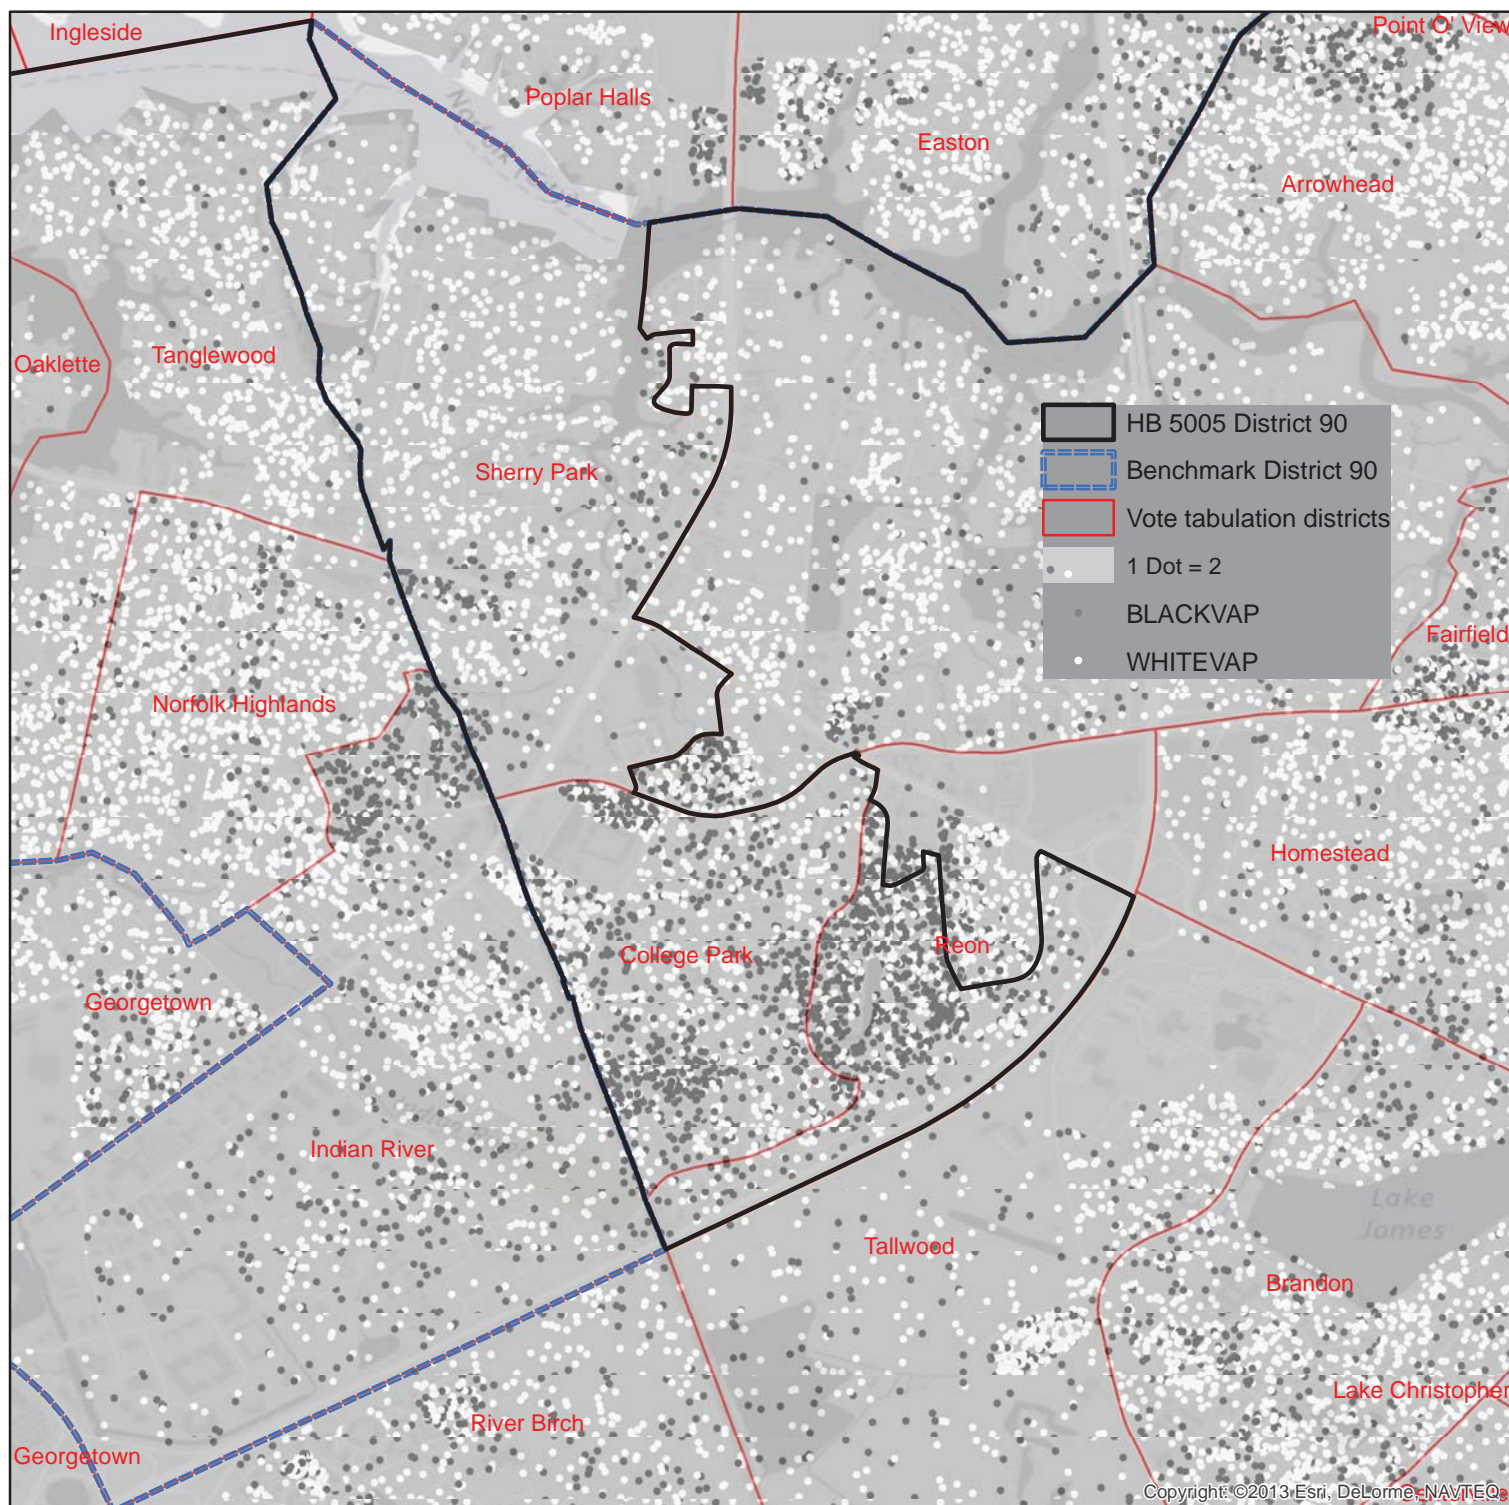 Ingleside
Point O' View
Poplar Halls
Easton
Arrowhead
Oaklette
Tanglewood
Sherry Park
HB 5005 District 90
Benchmark District 90
Vote tabulation districts
1 Dot = 2
BLACKVAP
WHITEVAP
Fairfield
Norfolk Highlands
Homestead
College Park
Reon
Georgetown
Indian River
Lake
James
Tallwood
Brandon
Lake Christopher
River Birch
Georgetown
Copyright: ©2013 Esri, DeLorme, NAVTEQ